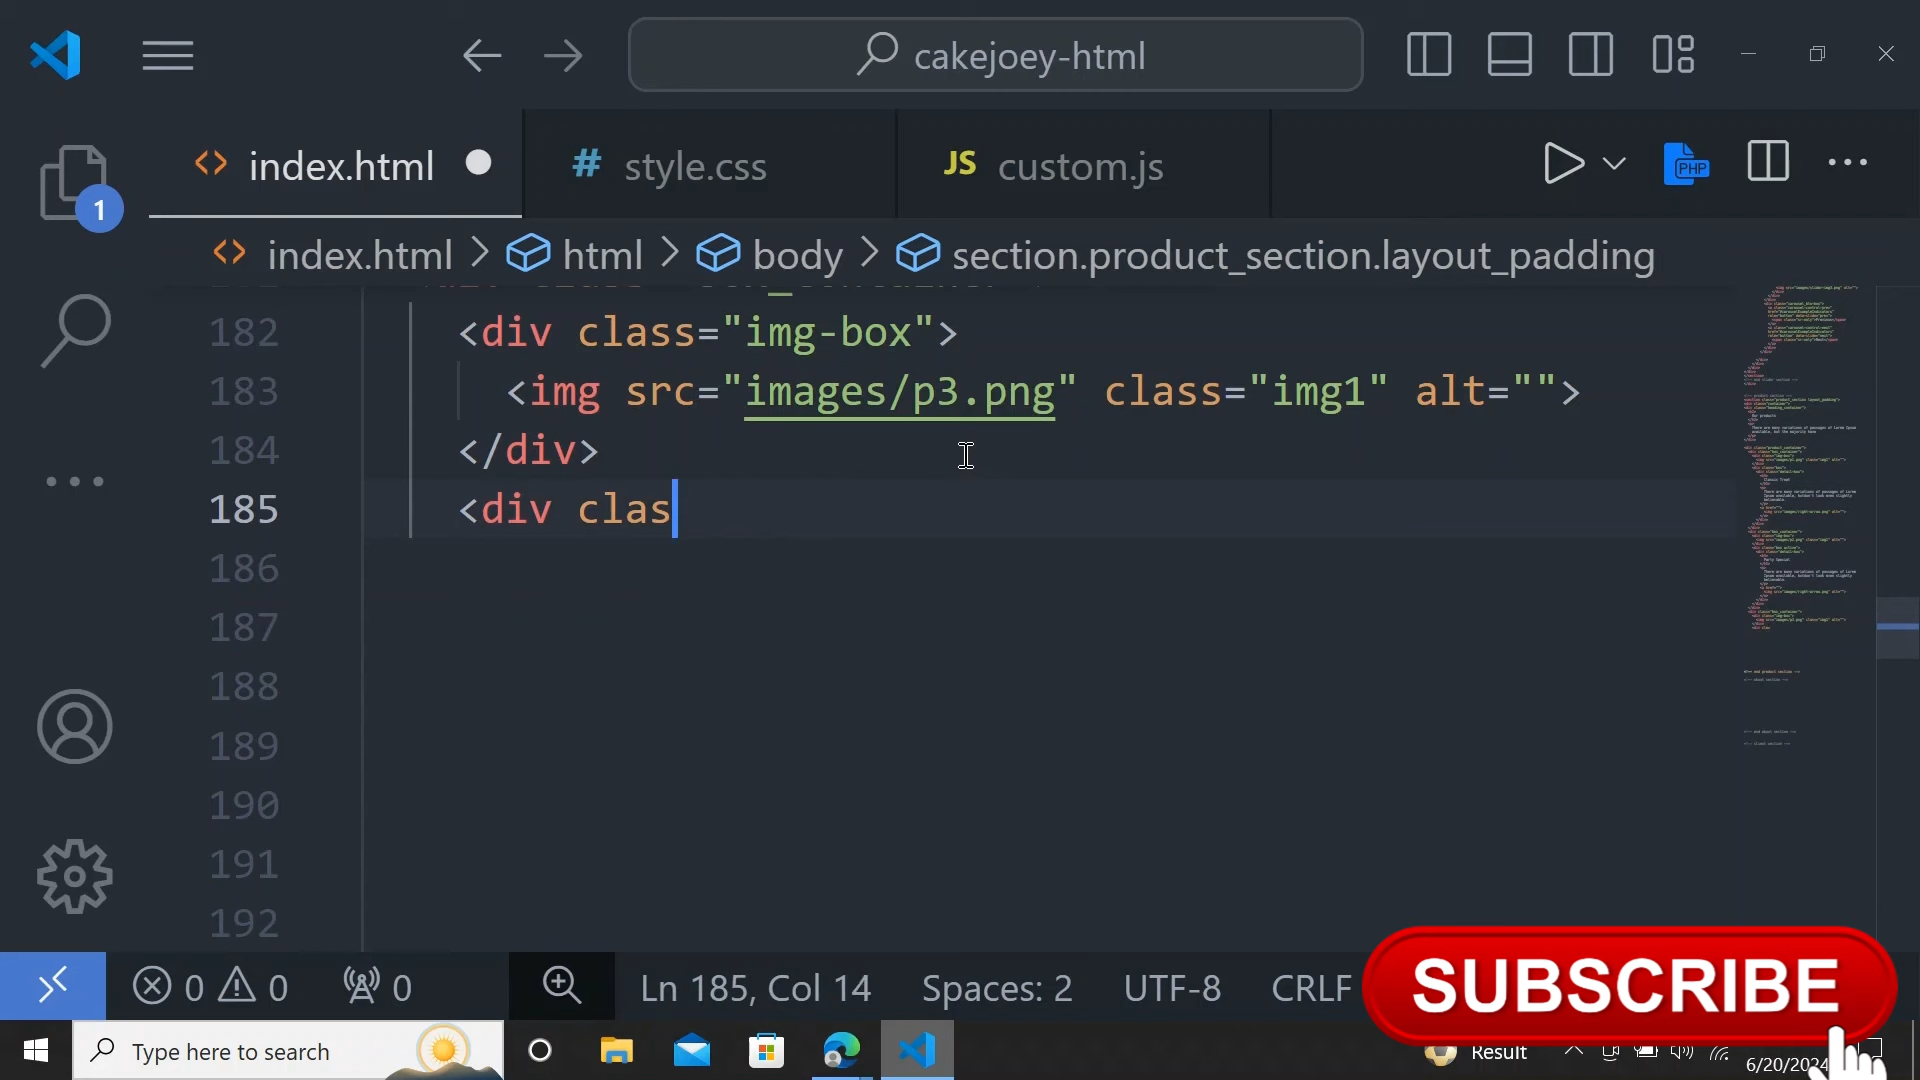 cakejoey-html
index.html
# style.css
JS custom.js
PHP
1
index.html > html > body > section.product_section.layout_padding
182 <div class="img-box">
183 <img src="images/p3.png" class="img1" alt="">
184 </div>
185 <div clas
186
187
188
189
190
191
192
0 0 0
Ln 185, Col 14
Spaces: 2
UTF-8
CRLF
SUBSCRIBE
Type here to search
Result
6/20/2024